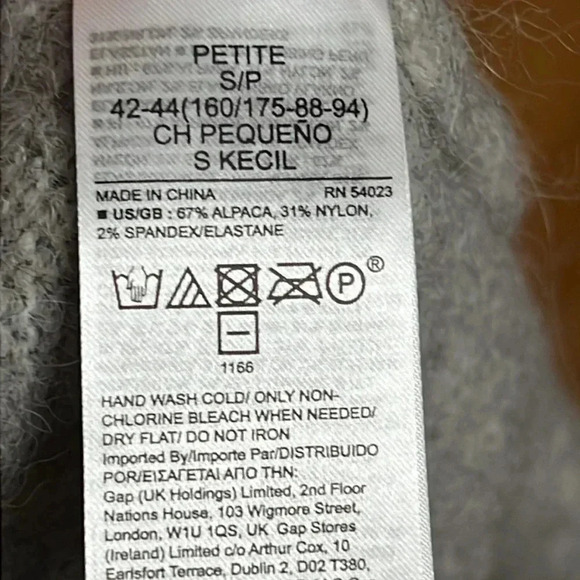 PETITE
S/P
42-44(160/175-88-94)
CH PEQUEÑO
S KECIL
MADE IN CHINA RN 54023
■ US/GB : 67% ALPACA, 31% NYLON,
2% SPANDEX/ELASTANE
P ®
1166
HAND WASH COLD/ ONLY NON-
CHLORINE BLEACH WHEN NEEDED/
DRY FLAT/ DO NOT IRON
Imported By/Importe Par/DISTRIBUIDO
POR/ΕΙΣΑΓΕΤΑΙ ΑΠΟ ΤΗΝ:
Gap (UK Holdings) Limited, 2nd Floor
Nations House, 103 Wigmore Street,
London, W1U 1QS, UK Gap Stores
(Ireland) Limited c/o Arthur Cox, 10
Earlsfort Terrace, Dublin 2, D02 T380,